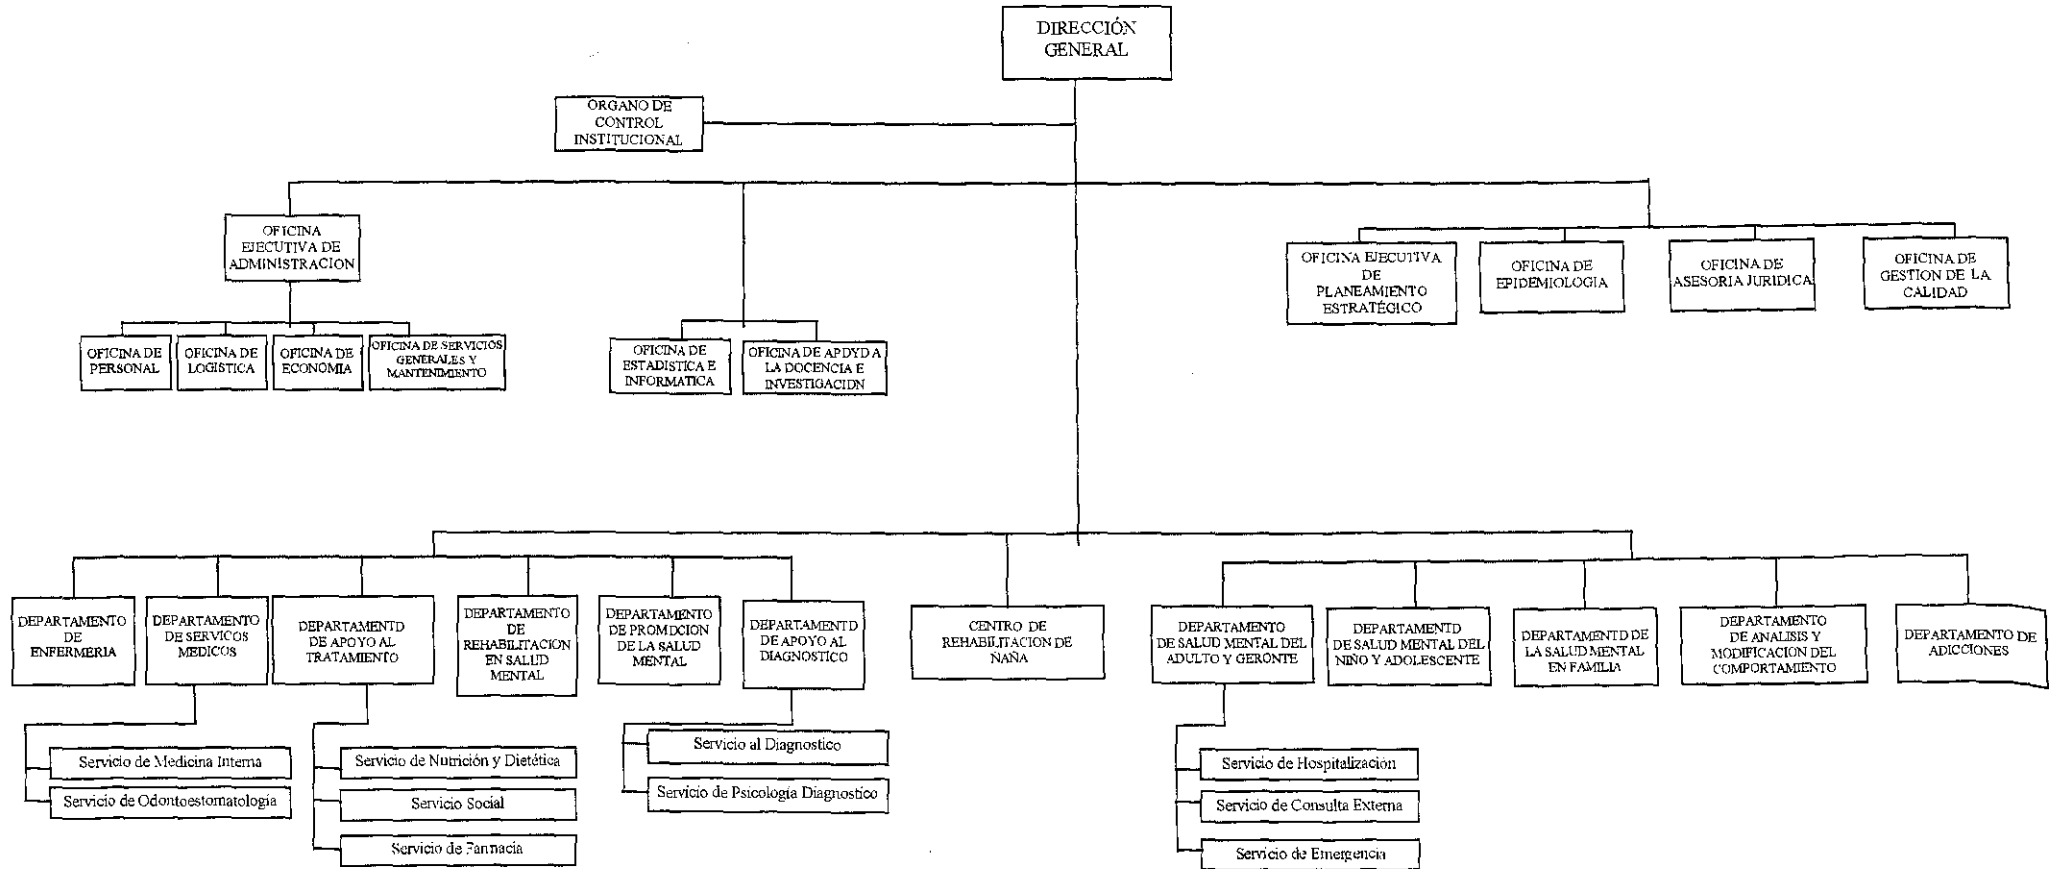 DIRECCIÓN
GENERAL
ORGANO DE
CONTROL
INSTITUCIONAL
OFICINA
EJECUTIVA DE
ADMINISTRACION
OFICINA EJECUTIVA
DE
PLANEAMIENTO
ESTRATÉGICO
OFICINA DE
EPIDEMIOLOGIA
OFICINA DE
ASESORIA JURIDICA
OFICINA DE
GESTION DE LA
CALIDAD
OFICINA DE
PERSONAL
OFICINA DE
LOGISTICA
OFICINA DE
ECONOMIA
OFICINA DE SERVICIOS
GENERALES Y
MANTENIMIENTO
OFICINA DE
ESTADISTICA E
INFORMATICA
OFICINA DE APOYO A
LA DOCENCIA E
INVESTIGACION
DEPARTAMENTO
DE
ENFERMERIA
DEPARTAMENTO
DE SERVICOS
MEDICOS
DEPARTAMENTO
DE APOYO AL
TRATAMIENTO
DEPARTAMENTO
DE
REHABILITACION
EN SALUD
MENTAL
DEPARTAMENTO
DE PROMOCION
DE LA SALUD
MENTAL
DEPARTAMENTO
DE APOYO AL
DIAGNOSTICO
CENTRO DE
REHABILITACION DE
ÑAÑA
DEPARTAMENTO
DE SALUD MENTAL DEL
ADULTO Y GERONTE
DEPARTAMENTO
DE SALUD MENTAL DEL
NIÑO Y ADOLESCENTE
DEPARTAMENTO DE
LA SALUD MENTAL
EN FAMILIA
DEPARTAMENTO
DE ANALISIS Y
MODIFICACION DEL
COMPORTAMIENTO
DEPARTAMENTO DE
ADICCIONES
Servicio de Medicina Interna
Servicio de Odontoestomatología
Servicio de Nutrición y Dietética
Servicio Social
Servicio de Farmacia
Servicio al Diagnostico
Servicio de Psicología Diagnostico
Servicio de Hospitalización
Servicio de Consulta Externa
Servicio de Emergencia